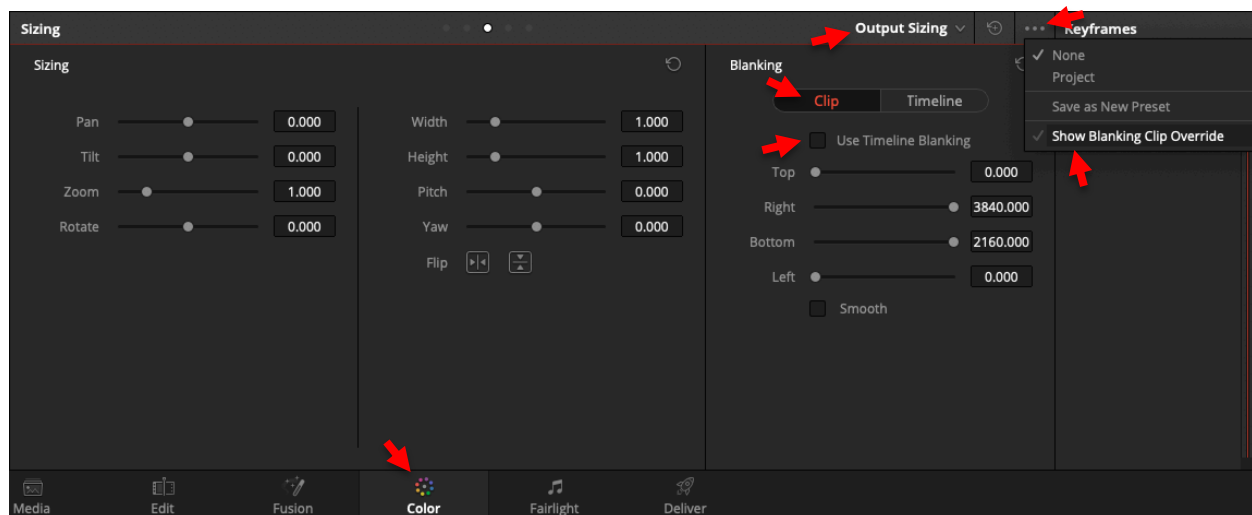 Sizing
Output Sizing
Keyframes
Sizing
Pan 0.000
Tilt 0.000
Zoom 1.000
Rotate 0.000
Width 1.000
Height 1.000
Pitch 0.000
Yaw 0.000
Flip
Blanking
Clip Timeline
Use Timeline Blanking
Top 0.000
Right 3840.000
Bottom 2160.000
Left 0.000
Smooth
None
Project
Save as New Preset
Show Blanking Clip Override
Media Edit Fusion Color Fairlight Deliver